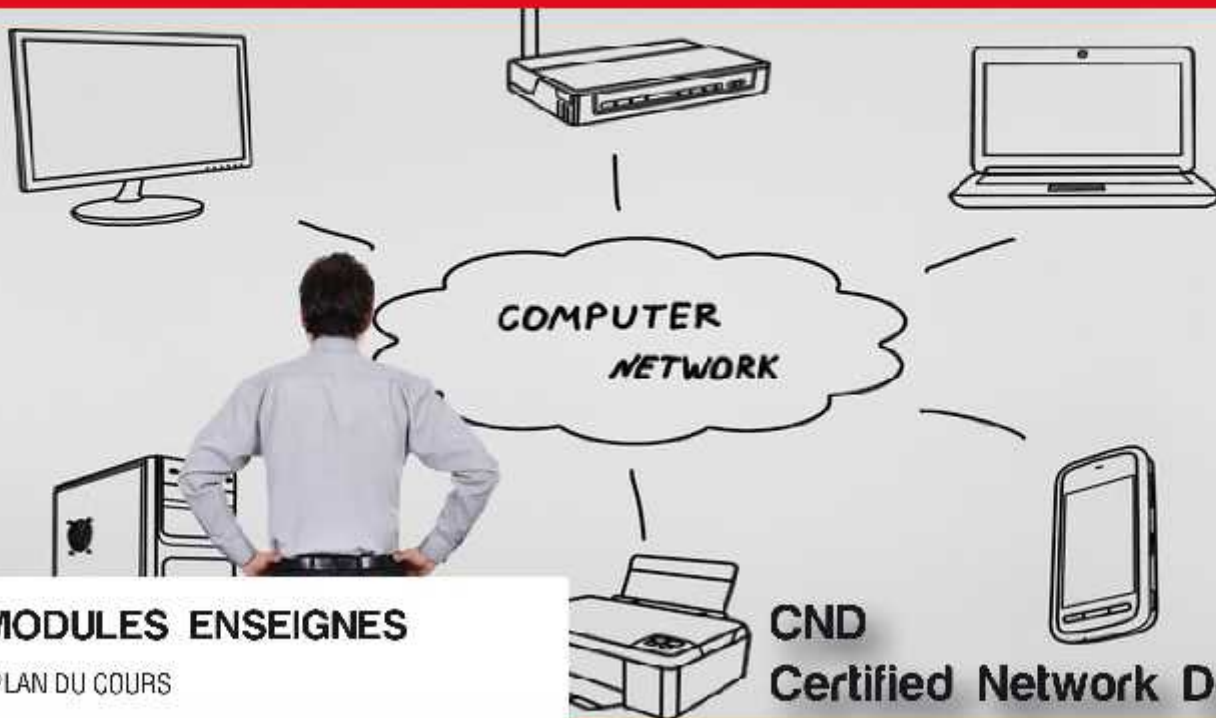 COMPUTER
NETWORK
MODULES ENSEIGNES
PLAN DU COURS
CND
Certified Network D